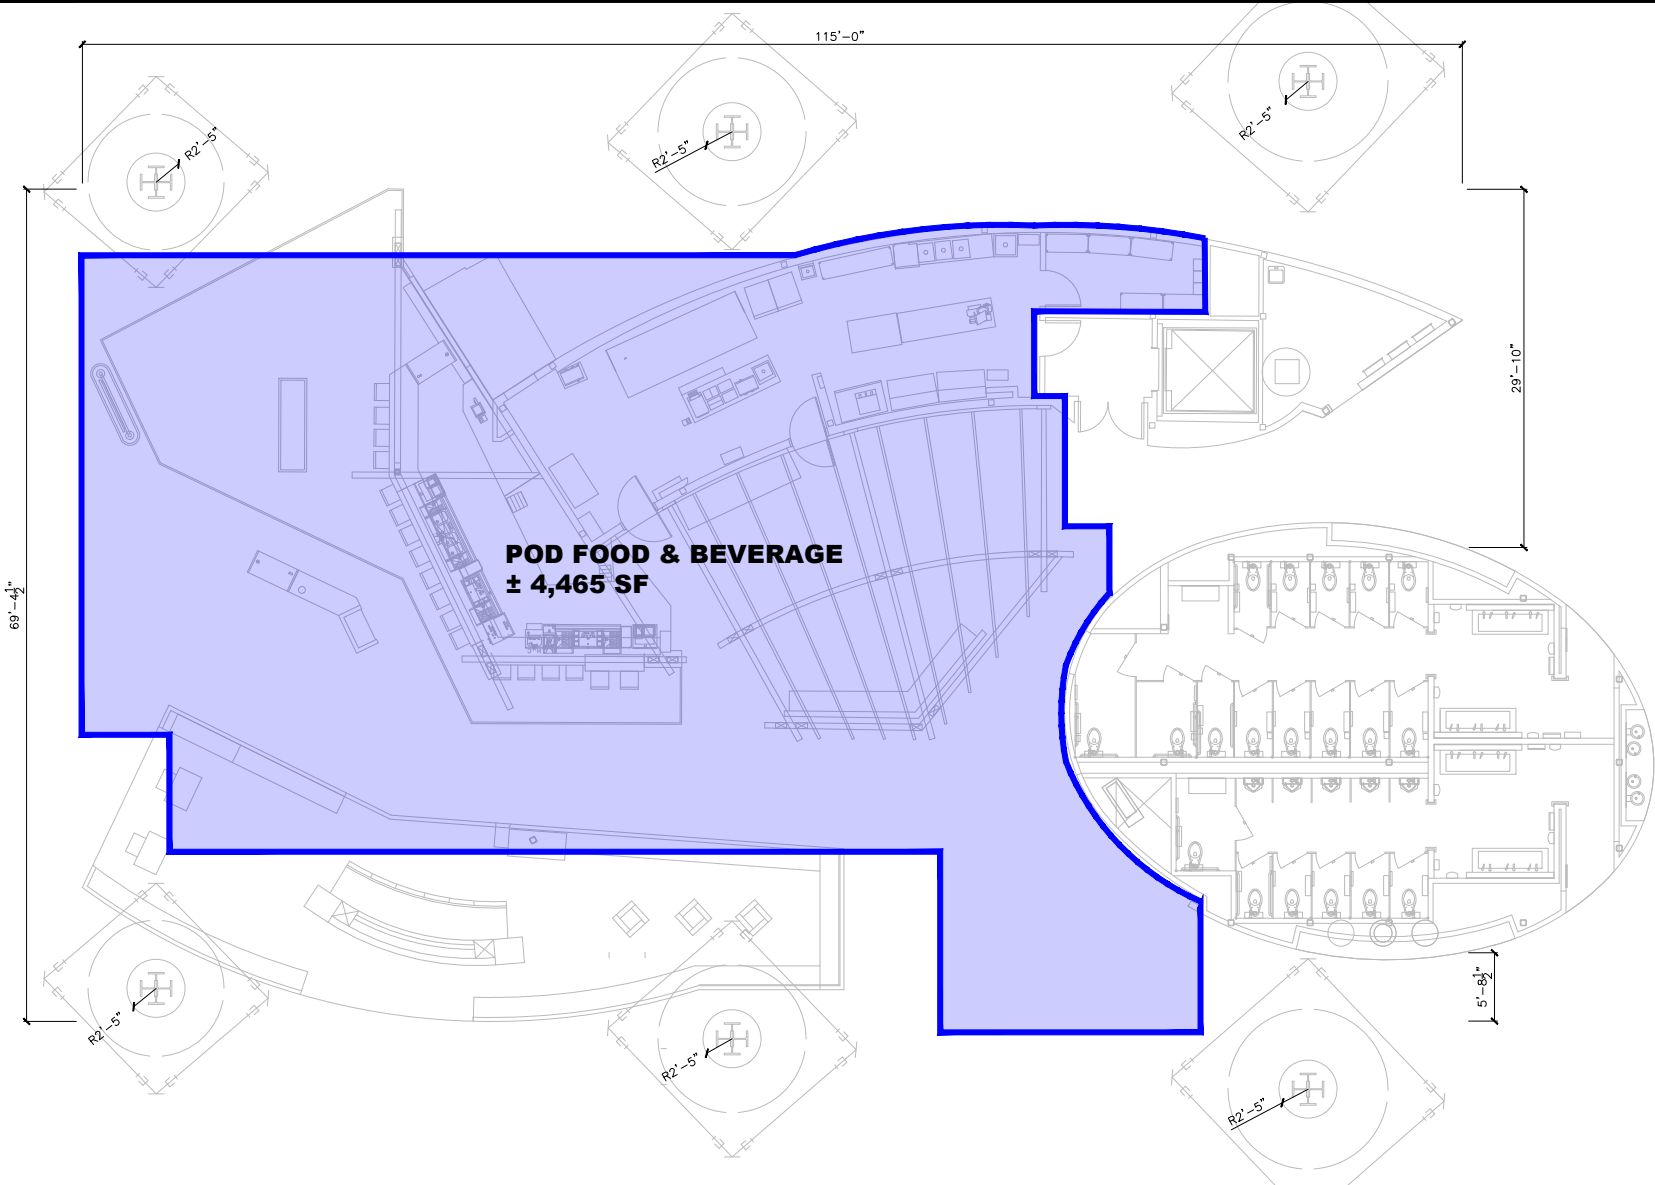 115'-0"
R2'-5"
R2'-5"
R2'-5"
29'-10"
POD FOOD & BEVERAGE
± 4,465 SF
69'-4½"
5'-8½"
R2'-5"
R2'-5"
R2'-5"